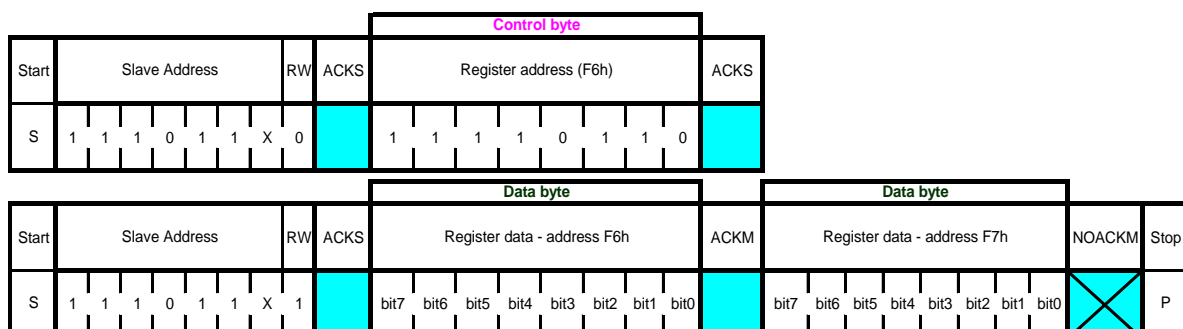 Control byte
Start Slave Address RW ACKS Register address (F6h) ACKS
S 1 1 1 0 1 1 X 0 1 1 1 1 0 1 1 0
Data byte Data byte
Start Slave Address RW ACKS Register data - address F6h ACKM Register data - address F7h NOACKM Stop
S 1 1 1 0 1 1 X 1 bit7 bit6 bit5 bit4 bit3 bit2 bit1 bit0 bit7 bit6 bit5 bit4 bit3 bit2 bit1 bit0 P